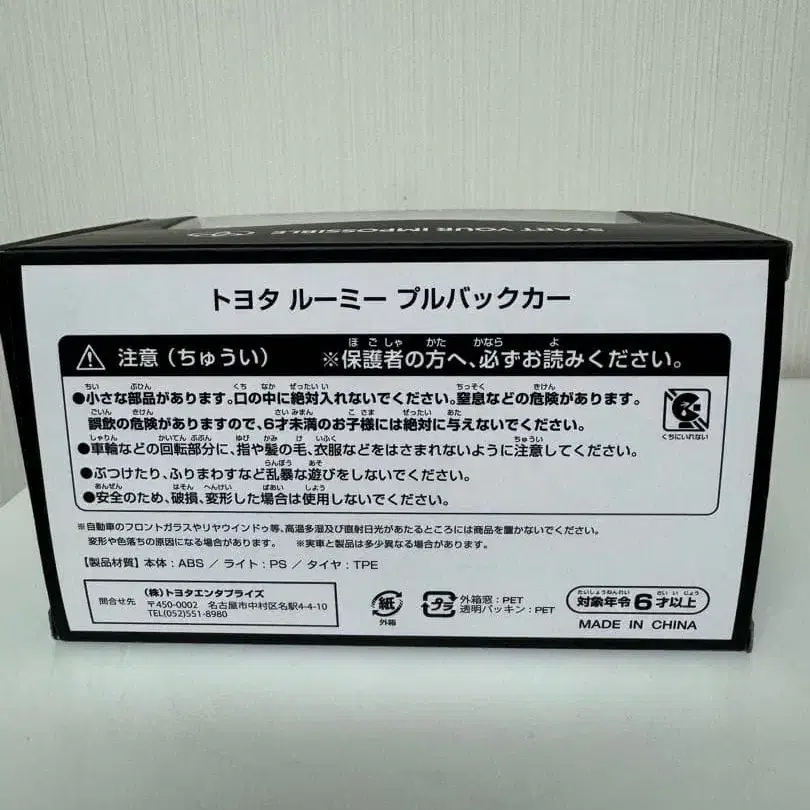 START YOUR IMPOSSIBLE
トヨタ ルーミー プルバックカー
注意（ちゅうい） ※保護者の方へ、必ずお読みください。
●小さな部品があります。口の中に絶対入れないでください。窒息などの危険があります。
誤飲の危険がありますので、6才未満のお子様には絶対に与えないでください。
くちにいれない
●車輪などの回転部分に、指や髪の毛、衣服などをはさまれないように注意してください。
●ぶつけたり、ふりまわすなど乱暴な遊びをしないでください。
●安全のため、破損、変形した場合は使用しないでください。
※自動車のフロントガラスやリヤウインドゥ等、高温多湿及び直射日光があたるところには商品を置かないでください。
変形や色落ちの原因になる場合があります。 ※実車と製品は多少異なる場合があります。
【製品材質】本体：ABS ／ ライト：PS ／ タイヤ：TPE
問合せ先
（株）トヨタエンタプライズ
〒450-0002 名古屋市中村区名駅4-4-10
TEL(052)551-8980
紙
外箱
プラ
外箱窓：PET
透明パッキン：PET
対象年令6才以上
MADE IN CHINA